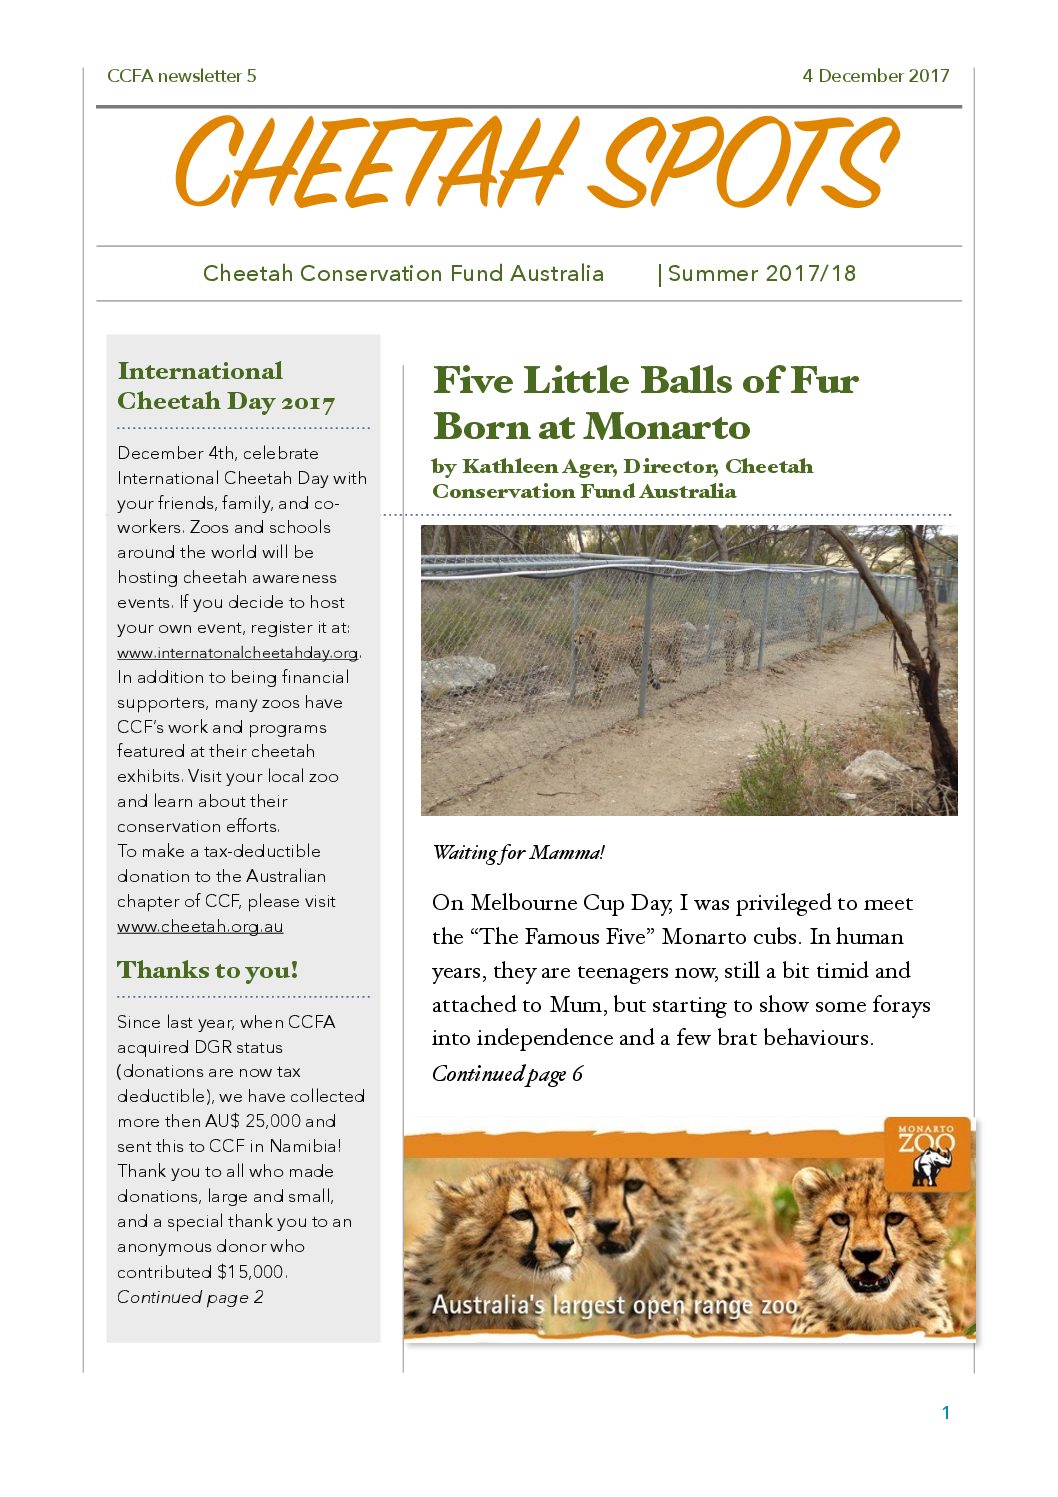 CCFA newsletter 5
4 December 2017
CHEETAH SPOTS
Cheetah Conservation Fund Australia | Summer 2017/18
International
Cheetah Day 2017
December 4th, celebrate
International Cheetah Day with
your friends, family, and co-
workers. Zoos and schools
around the world will be
hosting cheetah awareness
events. If you decide to host
your own event, register it at:
www.internatonalcheetahday.org.
In addition to being financial
supporters, many zoos have
CCF’s work and programs
featured at their cheetah
exhibits. Visit your local zoo
and learn about their
conservation efforts.
To make a tax-deductible
donation to the Australian
chapter of CCF, please visit
www.cheetah.org.au
Thanks to you!
Since last year, when CCFA
acquired DGR status
(donations are now tax
deductible), we have collected
more then AU$ 25,000 and
sent this to CCF in Namibia!
Thank you to all who made
donations, large and small,
and a special thank you to an
anonymous donor who
contributed $15,000.
Continued page 2
Five Little Balls of Fur
Born at Monarto
by Kathleen Ager, Director, Cheetah
Conservation Fund Australia
Waiting for Mamma!
On Melbourne Cup Day, I was privileged to meet
the “The Famous Five” Monarto cubs. In human
years, they are teenagers now, still a bit timid and
attached to Mum, but starting to show some forays
into independence and a few brat behaviours.
Continued page 6
MONARTO
ZOO
Australia's largest open range zoo
1